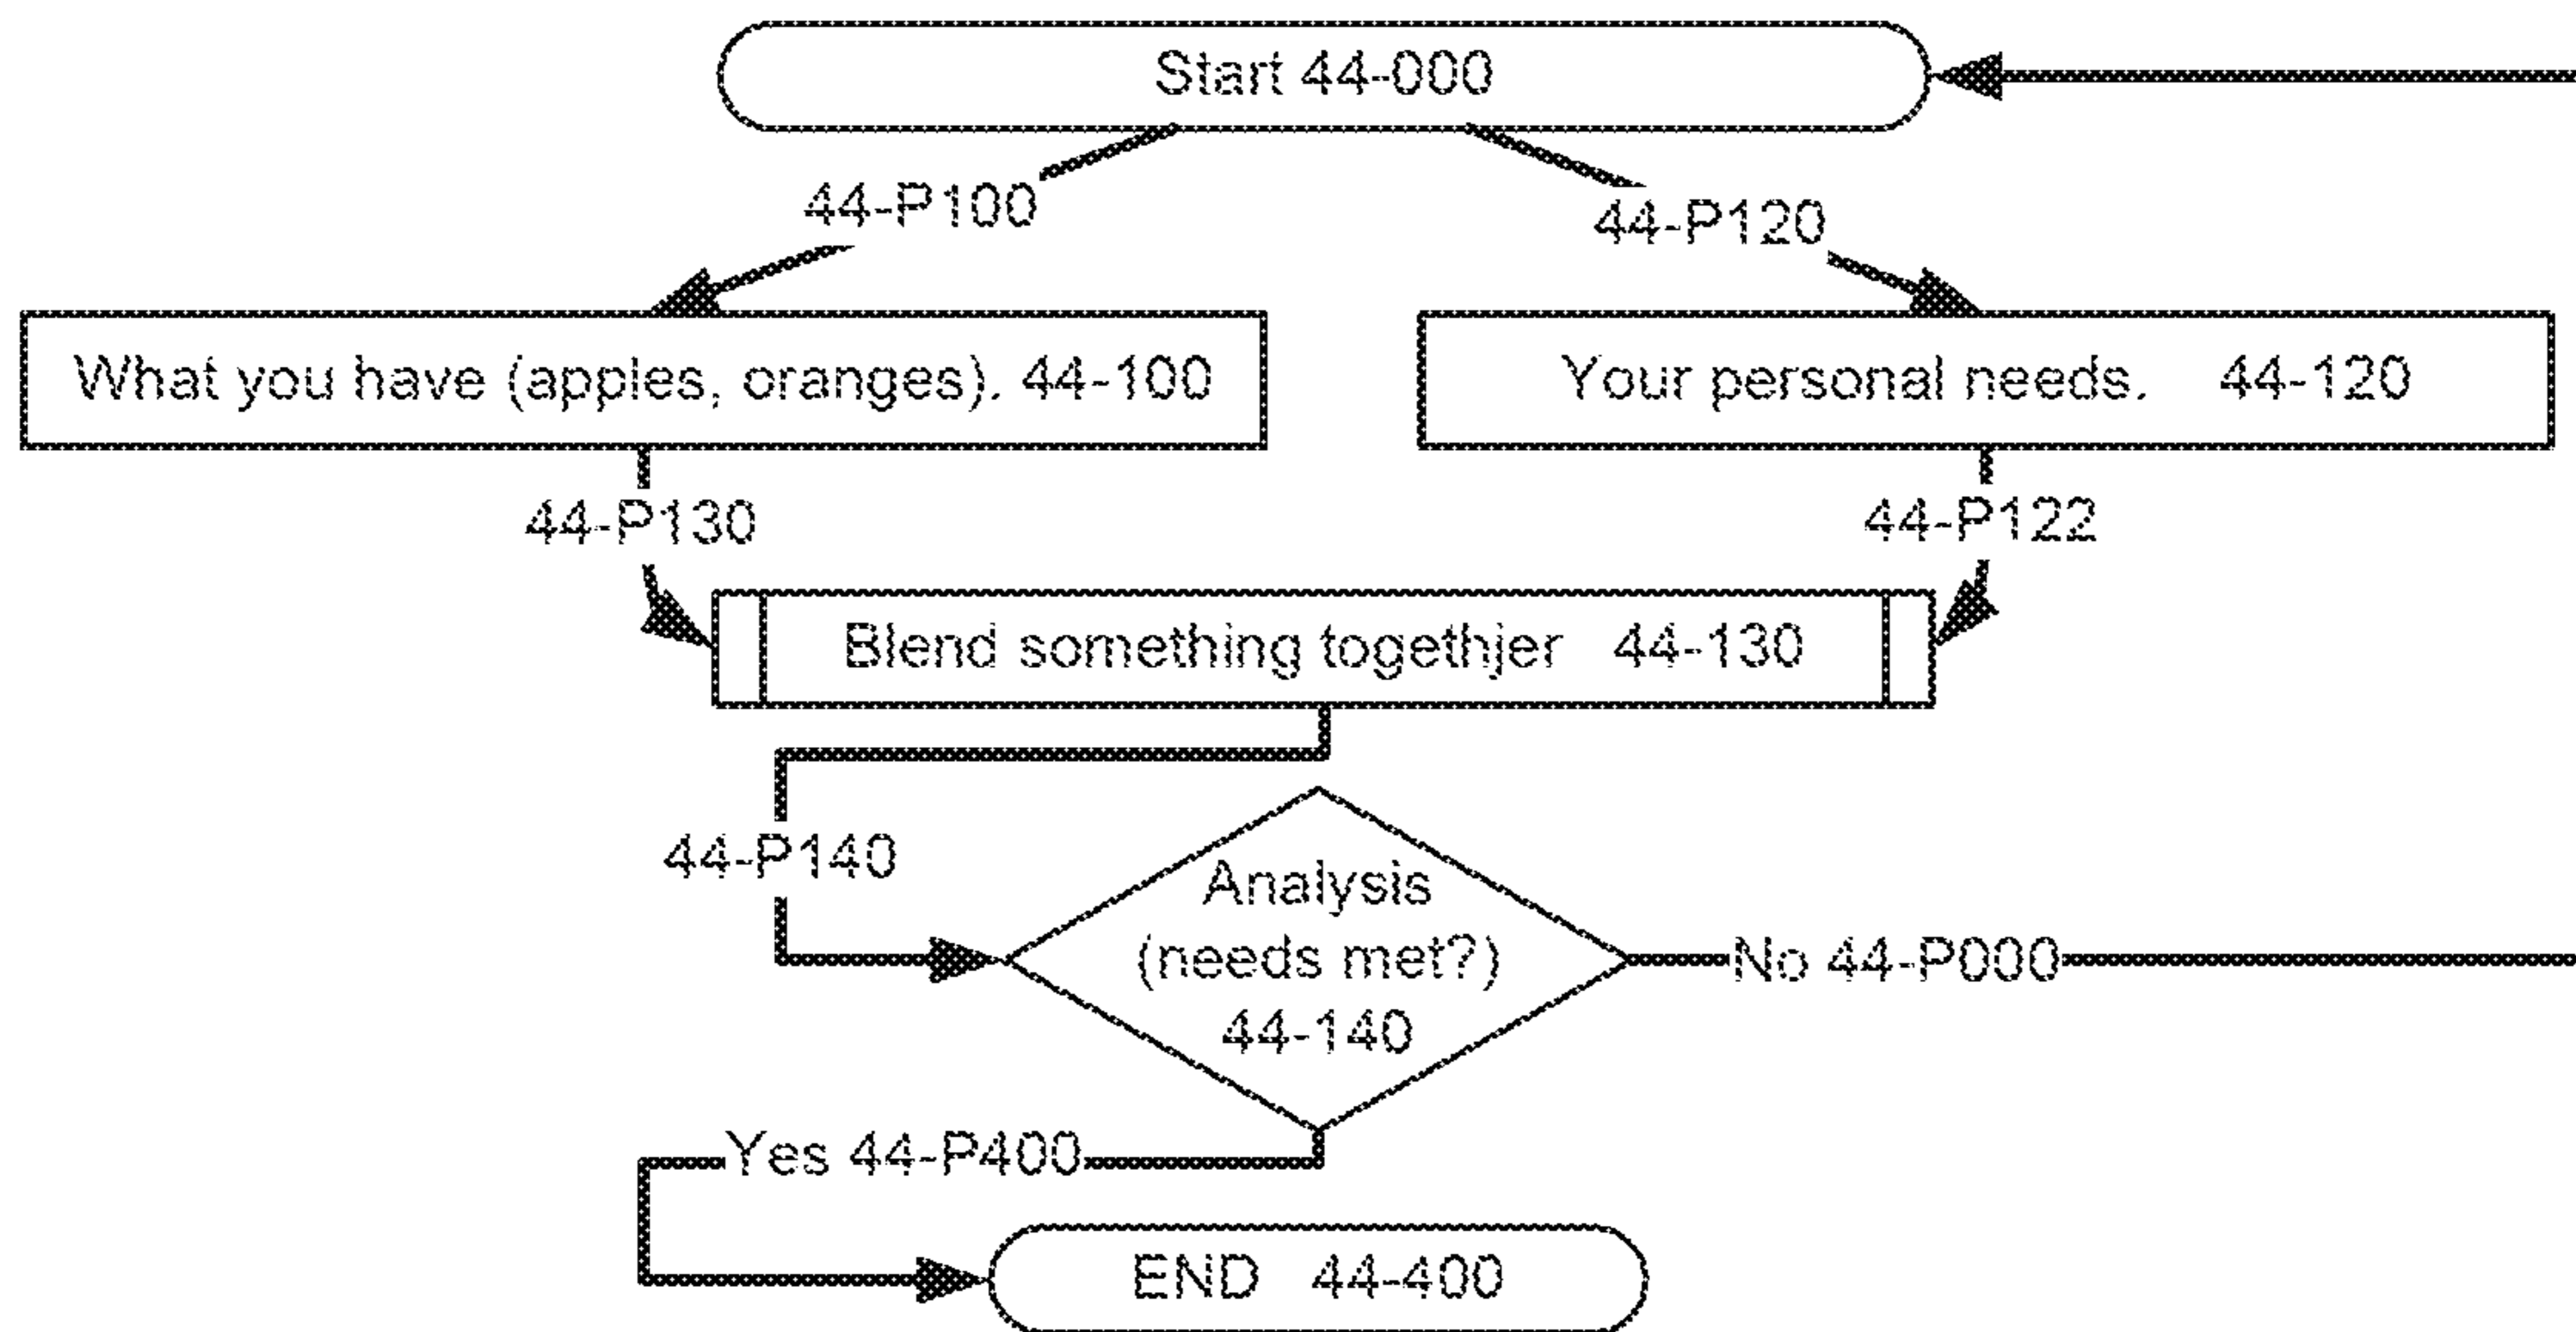 Start 44-000
44-P100
44-P120
What you have (apples, oranges). 44-100
Your personal needs. 44-120
44-P130
44-P122
Blend something togethjer 44-130
44-P140
Analysis
(needs met?)
44-140
No 44-P000
Yes 44-P400
END 44-400